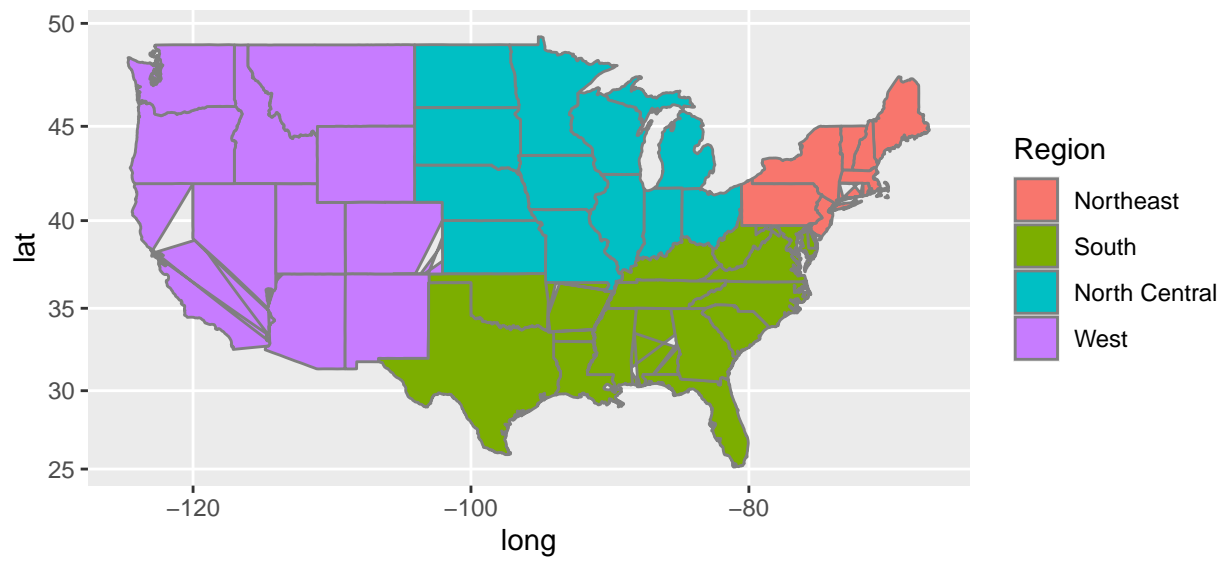 50
45
40
35
30
25
lat
−120
−100
−80
long
Region
Northeast
South
North Central
West